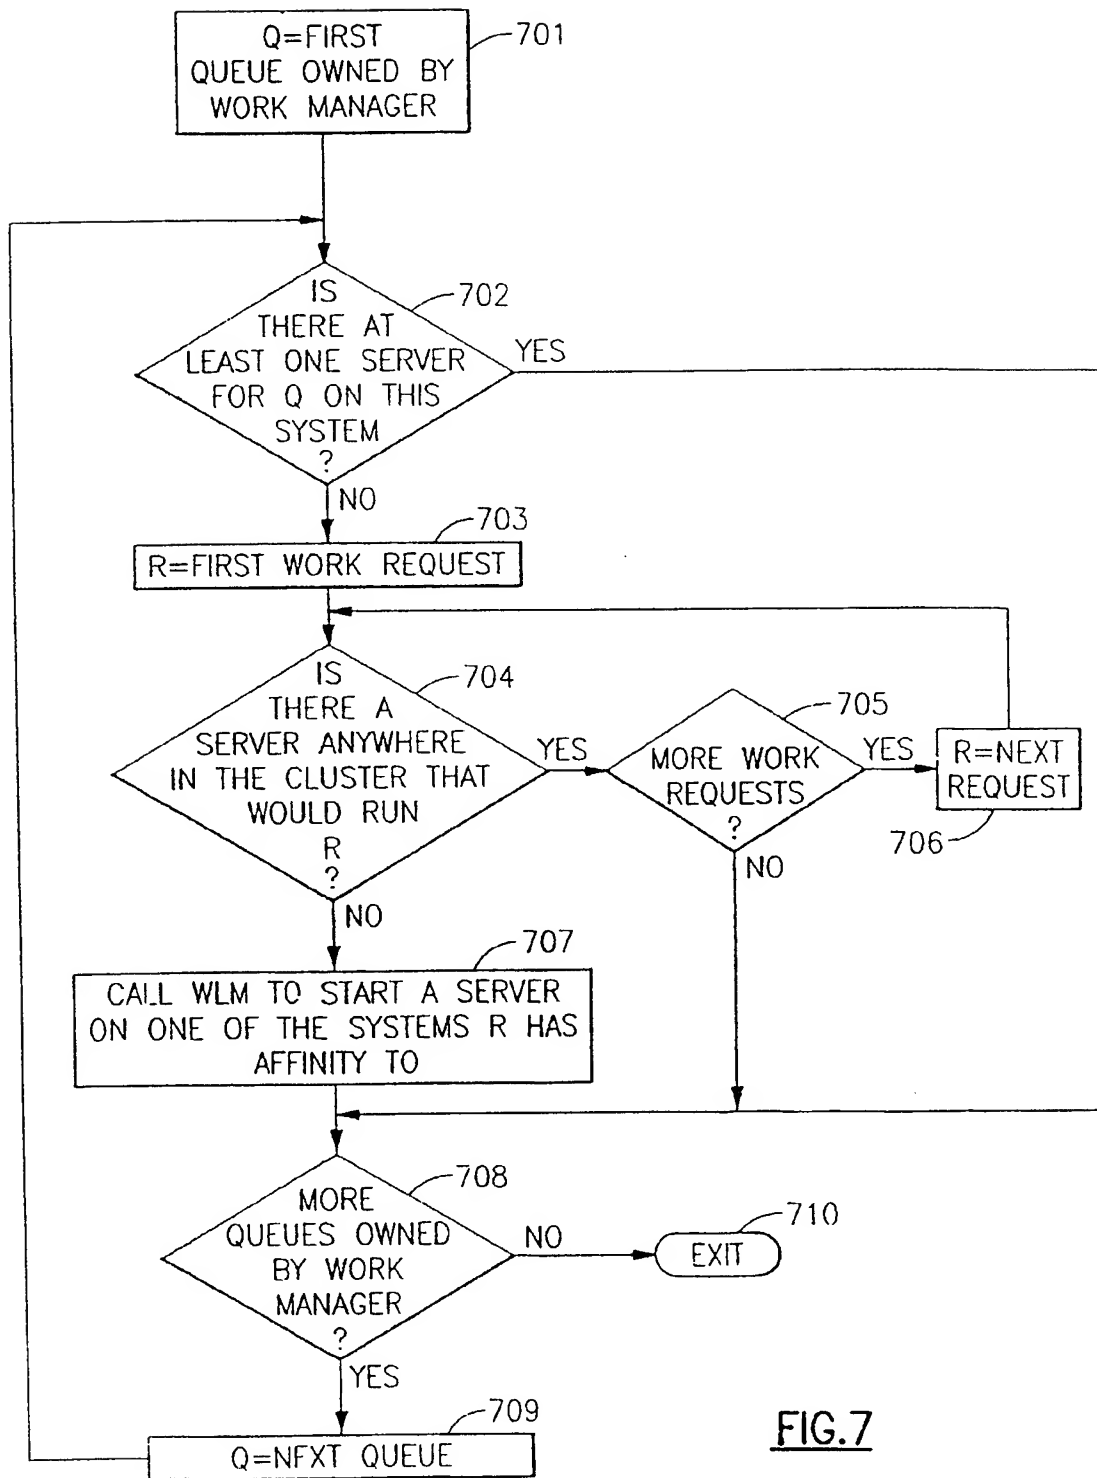 Q=FIRST
QUEUE OWNED BY
WORK MANAGER
701
IS
THERE AT
LEAST ONE SERVER
FOR Q ON THIS
SYSTEM
?
702
YES
NO
703
R=FIRST WORK REQUEST
IS
THERE A
SERVER ANYWHERE
IN THE CLUSTER THAT
WOULD RUN
R
?
704
YES
NO
705
MORE WORK
REQUESTS
?
YES
NO
R=NEXT
REQUEST
706
707
CALL WLM TO START A SERVER
ON ONE OF THE SYSTEMS R HAS
AFFINITY TO
708
MORE
QUEUES OWNED
BY WORK
MANAGER
?
NO
YES
710
EXIT
709
Q=NFXT QUEUE
FIG.7